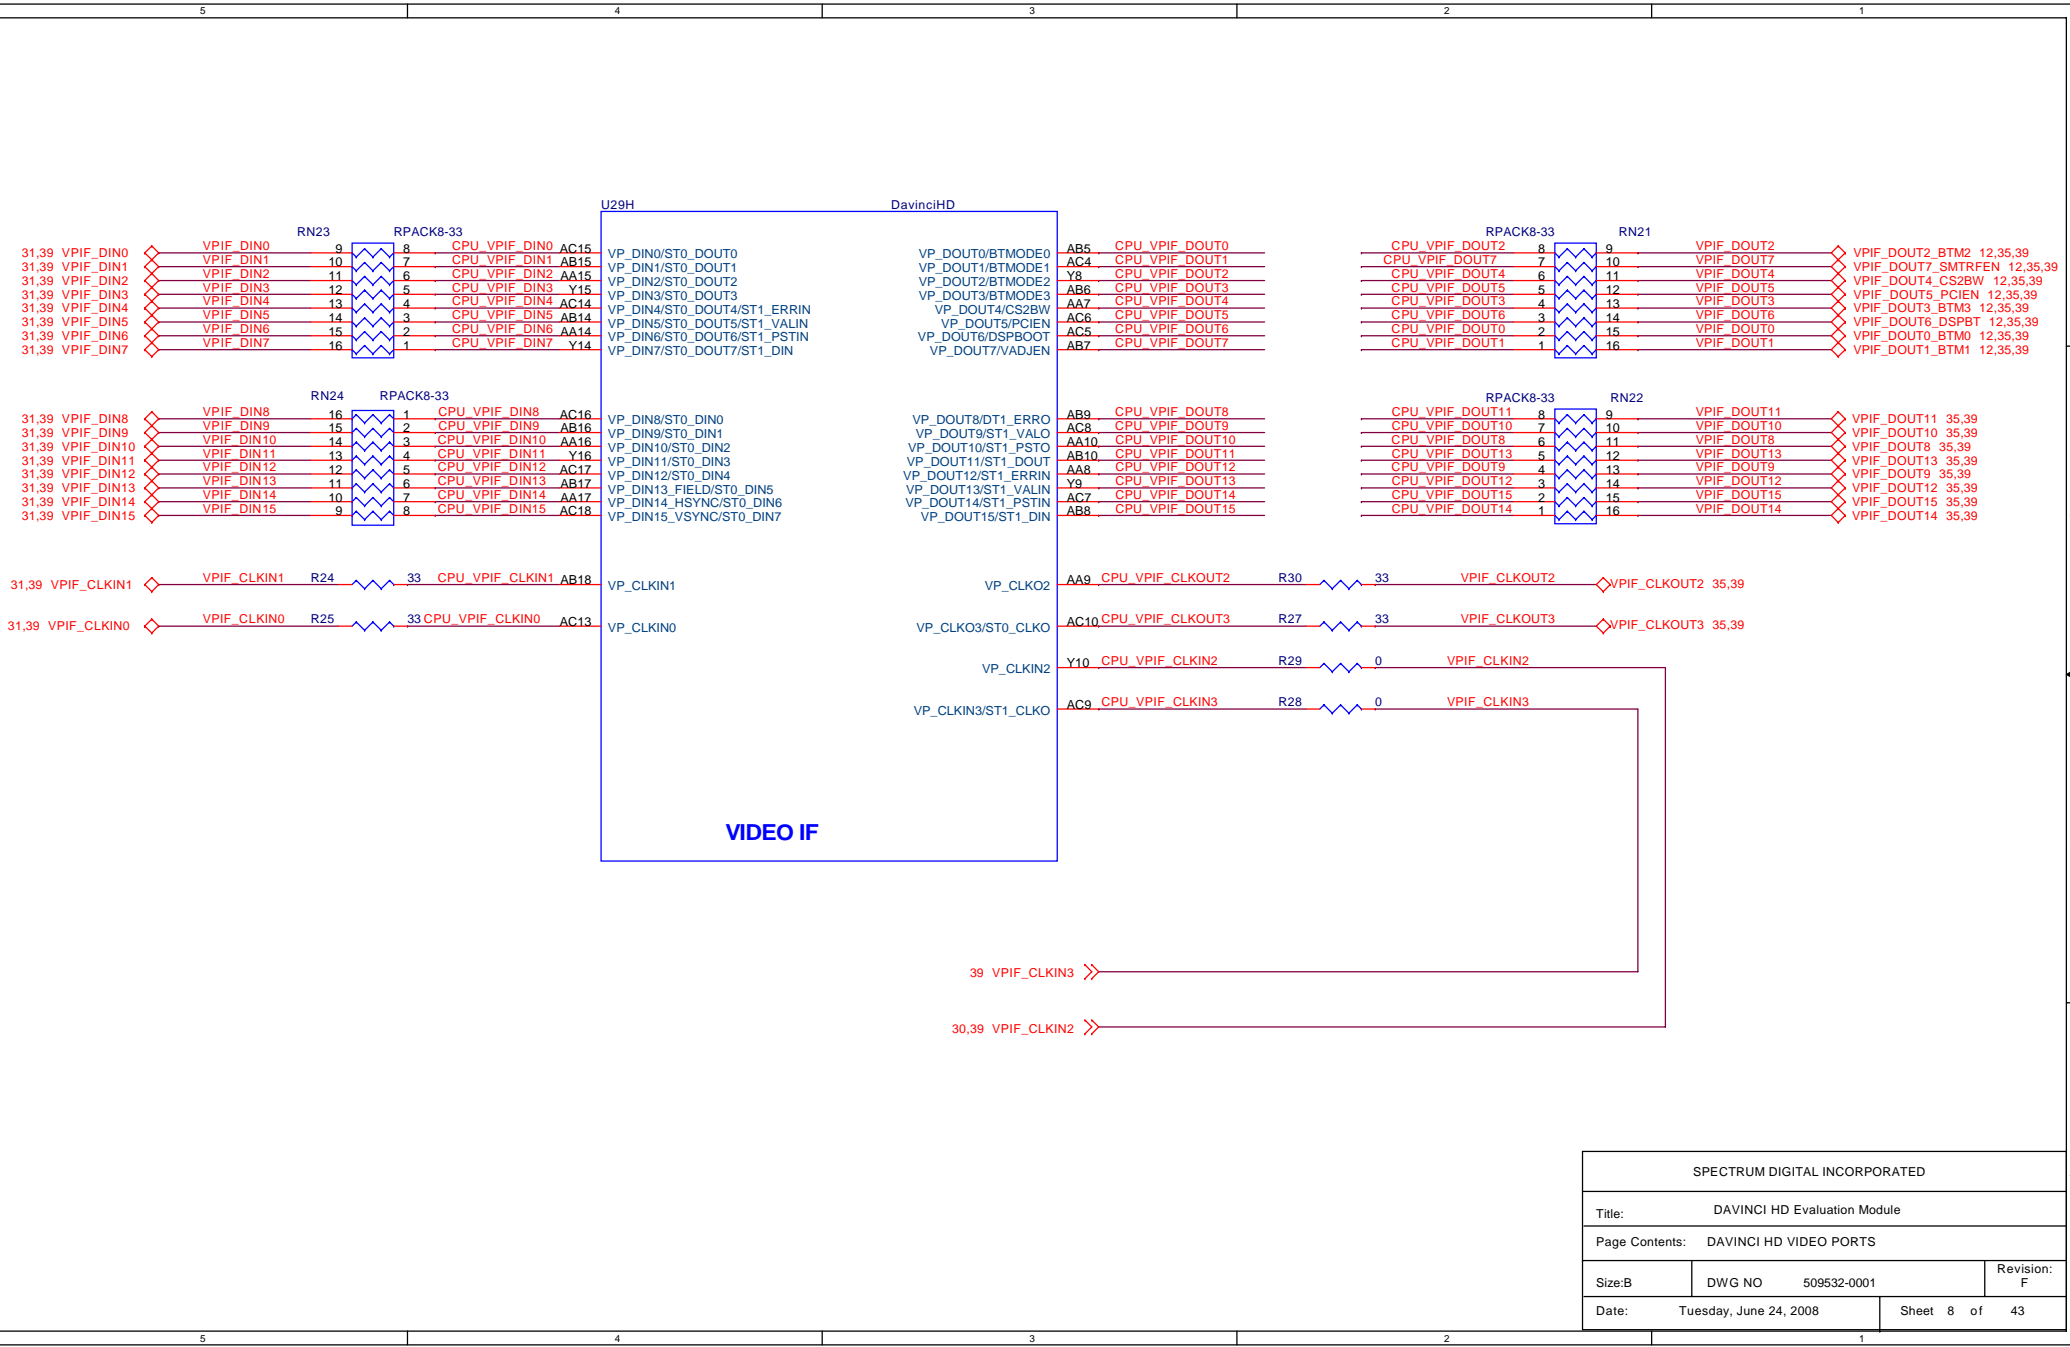 5 4 3 2 1
U29H DavinciHD
RN23 RPACK8-33
31,39 VPIF_DIN0 VPIF_DIN0 9 8 CPU_VPIF_DIN0 AC15 VP_DIN0/ST0_DOUT0
31,39 VPIF_DIN1 VPIF_DIN1 10 7 CPU_VPIF_DIN1 AB15 VP_DIN1/ST0_DOUT1
31,39 VPIF_DIN2 VPIF_DIN2 11 6 CPU_VPIF_DIN2 AA15 VP_DIN2/ST0_DOUT2
31,39 VPIF_DIN3 VPIF_DIN3 12 5 CPU_VPIF_DIN3 Y15 VP_DIN3/ST0_DOUT3
31,39 VPIF_DIN4 VPIF_DIN4 13 4 CPU_VPIF_DIN4 AC14 VP_DIN4/ST0_DOUT4/ST1_ERRIN
31,39 VPIF_DIN5 VPIF_DIN5 14 3 CPU_VPIF_DIN5 AB14 VP_DIN5/ST0_DOUT5/ST1_VALIN
31,39 VPIF_DIN6 VPIF_DIN6 15 2 CPU_VPIF_DIN6 AA14 VP_DIN6/ST0_DOUT6/ST1_PSTIN
31,39 VPIF_DIN7 VPIF_DIN7 16 1 CPU_VPIF_DIN7 Y14 VP_DIN7/ST0_DOUT7/ST1_DIN
RN24 RPACK8-33
31,39 VPIF_DIN8 VPIF_DIN8 16 1 CPU_VPIF_DIN8 AC16 VP_DIN8/ST0_DIN0
31,39 VPIF_DIN9 VPIF_DIN9 15 2 CPU_VPIF_DIN9 AB16 VP_DIN9/ST0_DIN1
31,39 VPIF_DIN10 VPIF_DIN10 14 3 CPU_VPIF_DIN10 AA16 VP_DIN10/ST0_DIN2
31,39 VPIF_DIN11 VPIF_DIN11 13 4 CPU_VPIF_DIN11 Y16 VP_DIN11/ST0_DIN3
31,39 VPIF_DIN12 VPIF_DIN12 12 5 CPU_VPIF_DIN12 AC17 VP_DIN12/ST0_DIN4
31,39 VPIF_DIN13 VPIF_DIN13 11 6 CPU_VPIF_DIN13 AB17 VP_DIN13_FIELD/ST0_DIN5
31,39 VPIF_DIN14 VPIF_DIN14 10 7 CPU_VPIF_DIN14 AA17 VP_DIN14_HSYNC/ST0_DIN6
31,39 VPIF_DIN15 VPIF_DIN15 9 8 CPU_VPIF_DIN15 AC18 VP_DIN15_VSYNC/ST0_DIN7
31,39 VPIF_CLKIN1 VPIF_CLKIN1 R24 33 CPU_VPIF_CLKIN1 AB18 VP_CLKIN1
31,39 VPIF_CLKIN0 VPIF_CLKIN0 R25 33 CPU_VPIF_CLKIN0 AC13 VP_CLKIN0
VP_DOUT0/BTMODE0 AB5 CPU_VPIF_DOUT0
VP_DOUT1/BTMODE1 AC4 CPU_VPIF_DOUT1
VP_DOUT2/BTMODE2 Y8 CPU_VPIF_DOUT2
VP_DOUT3/BTMODE3 AB6 CPU_VPIF_DOUT3
VP_DOUT4/CS2BW AA7 CPU_VPIF_DOUT4
VP_DOUT5/PCIEN AC6 CPU_VPIF_DOUT5
VP_DOUT6/DSPBOOT AC5 CPU_VPIF_DOUT6
VP_DOUT7/VADJEN AB7 CPU_VPIF_DOUT7
VP_DOUT8/DT1_ERRO AB9 CPU_VPIF_DOUT8
VP_DOUT9/ST1_VALO AC8 CPU_VPIF_DOUT9
VP_DOUT10/ST1_PSTO AA10 CPU_VPIF_DOUT10
VP_DOUT11/ST1_DOUT AB10 CPU_VPIF_DOUT11
VP_DOUT12/ST1_ERRIN AA8 CPU_VPIF_DOUT12
VP_DOUT13/ST1_VALIN Y9 CPU_VPIF_DOUT13
VP_DOUT14/ST1_PSTIN AC7 CPU_VPIF_DOUT14
VP_DOUT15/ST1_DIN AB8 CPU_VPIF_DOUT15
RPACK8-33 RN21
CPU_VPIF_DOUT2 8 9 VPIF_DOUT2 VPIF_DOUT2_BTM2 12,35,39
CPU_VPIF_DOUT7 7 10 VPIF_DOUT7 VPIF_DOUT7_SMTRFEN 12,35,39
CPU_VPIF_DOUT4 6 11 VPIF_DOUT4 VPIF_DOUT4_CS2BW 12,35,39
CPU_VPIF_DOUT5 5 12 VPIF_DOUT5 VPIF_DOUT5_PCIEN 12,35,39
CPU_VPIF_DOUT3 4 13 VPIF_DOUT3 VPIF_DOUT3_BTM3 12,35,39
CPU_VPIF_DOUT6 3 14 VPIF_DOUT6 VPIF_DOUT6_DSPBT 12,35,39
CPU_VPIF_DOUT0 2 15 VPIF_DOUT0 VPIF_DOUT0_BTM0 12,35,39
CPU_VPIF_DOUT1 1 16 VPIF_DOUT1 VPIF_DOUT1_BTM1 12,35,39
RPACK8-33 RN22
CPU_VPIF_DOUT11 8 9 VPIF_DOUT11 VPIF_DOUT11 35,39
CPU_VPIF_DOUT10 7 10 VPIF_DOUT10 VPIF_DOUT10 35,39
CPU_VPIF_DOUT8 6 11 VPIF_DOUT8 VPIF_DOUT8 35,39
CPU_VPIF_DOUT13 5 12 VPIF_DOUT13 VPIF_DOUT13 35,39
CPU_VPIF_DOUT9 4 13 VPIF_DOUT9 VPIF_DOUT9 35,39
CPU_VPIF_DOUT12 3 14 VPIF_DOUT12 VPIF_DOUT12 35,39
CPU_VPIF_DOUT15 2 15 VPIF_DOUT15 VPIF_DOUT15 35,39
CPU_VPIF_DOUT14 1 16 VPIF_DOUT14 VPIF_DOUT14 35,39
VP_CLKO2 AA9 CPU_VPIF_CLKOUT2 R30 33 VPIF_CLKOUT2 VPIF_CLKOUT2 35,39
VP_CLKO3/ST0_CLKO AC10 CPU_VPIF_CLKOUT3 R27 33 VPIF_CLKOUT3 VPIF_CLKOUT3 35,39
VP_CLKIN2 Y10 CPU_VPIF_CLKIN2 R29 0 VPIF_CLKIN2
VP_CLKIN3/ST1_CLKO AC9 CPU_VPIF_CLKIN3 R28 0 VPIF_CLKIN3
VIDEO IF
39 VPIF_CLKIN3
30,39 VPIF_CLKIN2
SPECTRUM DIGITAL INCORPORATED
Title: DAVINCI HD Evaluation Module
Page Contents: DAVINCI HD VIDEO PORTS
Size:B DWG NO 509532-0001 Revision: F
Date: Tuesday, June 24, 2008 Sheet 8 of 43
5 4 3 2 1